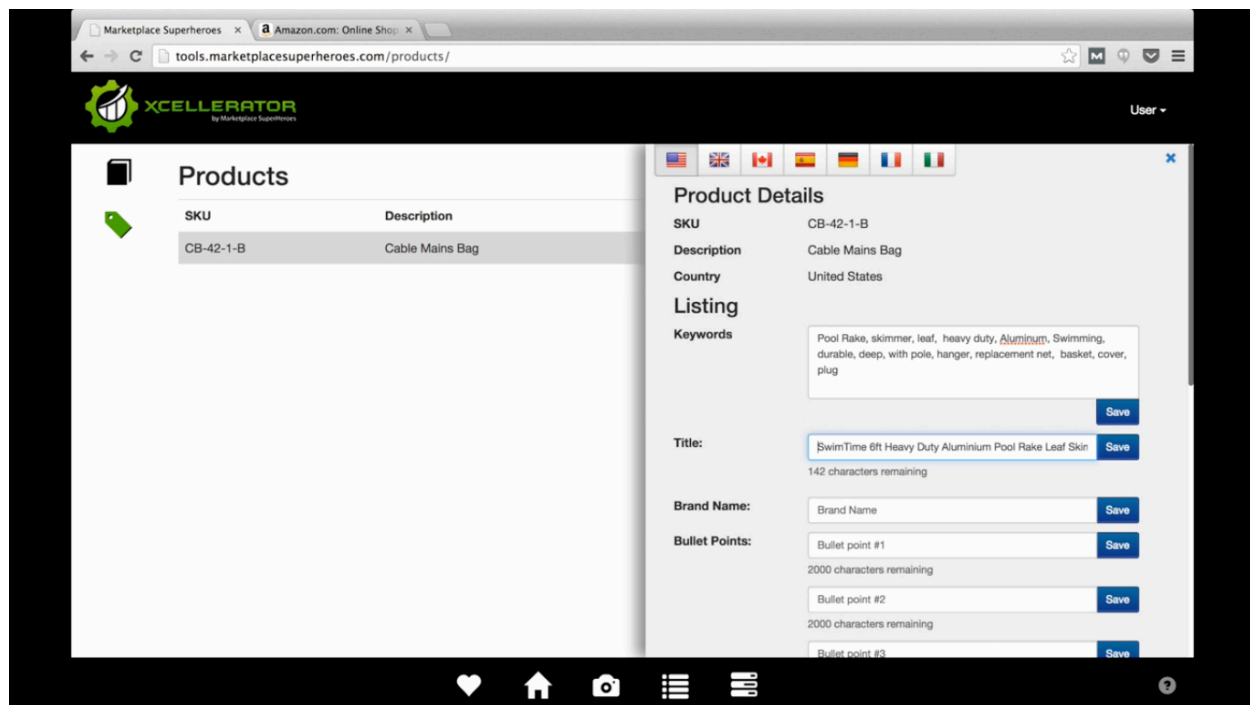 Marketplace Superheroes
a Amazon.com: Online Shop
tools.marketplacesuperheroes.com/products/
XCELLERATOR
by Marketplace SuperHeroes
User
Products
SKU Description
CB-42-1-B Cable Mains Bag
Product Details
SKU CB-42-1-B
Description Cable Mains Bag
Country United States
Listing
Keywords
Pool Rake, skimmer, leaf, heavy duty, Aluminum, Swimming,
durable, deep, with pole, hanger, replacement net, basket, cover,
plug
Save
Title: SwimTime 6ft Heavy Duty Aluminium Pool Rake Leaf Skin Save
142 characters remaining
Brand Name: Brand Name Save
Bullet Points: Bullet point #1 Save
2000 characters remaining
Bullet point #2 Save
2000 characters remaining
Bullet point #3 Save